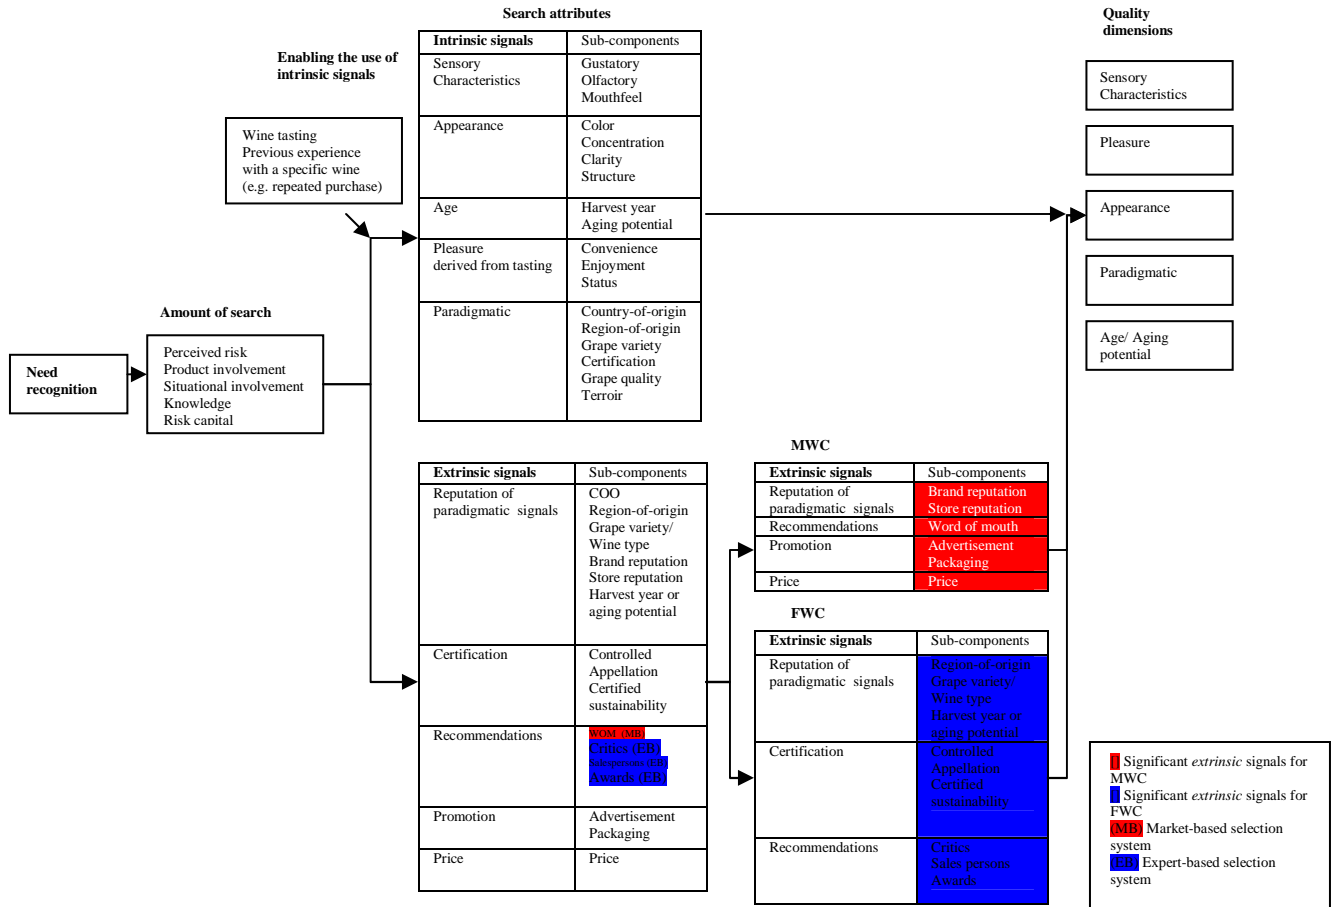 Search attributes
Quality
dimensions
Enabling the use of
intrinsic signals
Wine tasting
Previous experience
with a specific wine
(e.g. repeated purchase)
Amount of search
Need
recognition
Perceived risk
Product involvement
Situational involvement
Knowledge
Risk capital
Intrinsic signals Sub-components
Sensory Gustatory
Characteristics Olfactory
Mouthfeel
Appearance Color
Concentration
Clarity
Structure
Age Harvest year
Aging potential
Pleasure Convenience
derived from tasting Enjoyment
Status
Paradigmatic Country-of-origin
Region-of-origin
Grape variety
Certification
Grape quality
Terroir
Extrinsic signals Sub-components
Reputation of COO
paradigmatic signals Region-of-origin
Grape variety/
Wine type
Brand reputation
Store reputation
Harvest year or
aging potential
Certification Controlled
Appellation
Certified
sustainability
Recommendations WOM (MB)
Critics (EB)
Salespersons (EB)
Awards (EB)
Promotion Advertisement
Packaging
Price Price
MWC
Extrinsic signals Sub-components
Reputation of Brand reputation
paradigmatic signals Store reputation
Recommendations Word of mouth
Promotion Advertisement
Packaging
Price Price
FWC
Extrinsic signals Sub-components
Reputation of Region-of-origin
paradigmatic signals Grape variety/
Wine type
Harvest year or
aging potential
Certification Controlled
Appellation
Certified
sustainability
Recommendations Critics
Sales persons
Awards
Sensory
Characteristics
Pleasure
Appearance
Paradigmatic
Age/ Aging
potential
[] Significant extrinsic signals for
MWC
[] Significant extrinsic signals for
FWC
(MB) Market-based selection
system
(EB) Expert-based selection
system